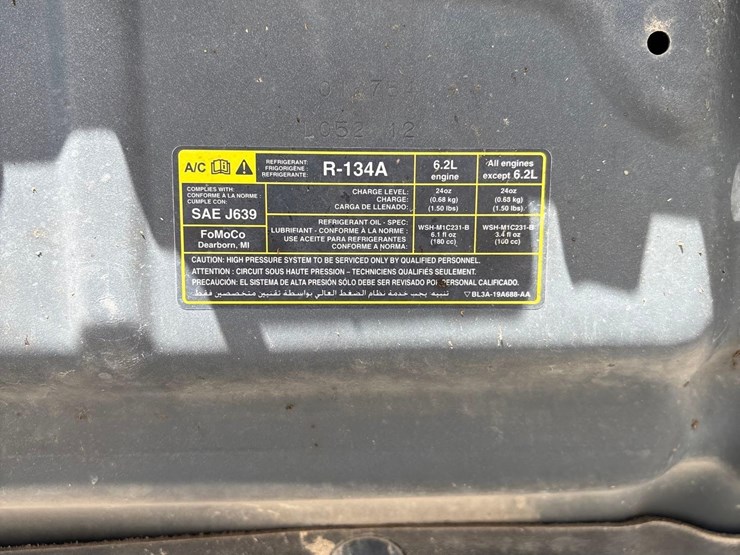 A/C
REFRIGERANT:
FRIGORIGÈNE:
REFRIGERANTE:
R-134A
6.2L
engine
All engines
except 6.2L
COMPLIES WITH:
CONFORME À LA NORME :
CUMPLE CON:
SAE J639
CHARGE LEVEL:
CHARGE:
CARGA DE LLENADO:
24oz
(0.68 kg)
(1.50 lbs)
24oz
(0.68 kg)
(1.50 lbs)
FoMoCo
Dearborn, MI
REFRIGERANT OIL - SPEC:
LUBRIFIANT - CONFORME À LA NORME :
USE ACEITE PARA REFRIGERANTES
CONFORME A NORMA:
WSH-M1C231-B
6.1 fl oz
(180 cc)
WSH-M1C231-B
3.4 fl oz
(100 cc)
CAUTION: HIGH PRESSURE SYSTEM TO BE SERVICED ONLY BY QUALIFIED PERSONNEL.
ATTENTION : CIRCUIT SOUS HAUTE PRESSION – TECHNICIENS QUALIFIÉS SEULEMENT.
PRECAUCIÓN: EL SISTEMA DE ALTA PRESIÓN SÓLO DEBE SER REVISADO POR PERSONAL CALIFICADO.
تنبيه: يجب خدمة نظام الضغط العالي بواسطة تقنيين متخصصين فقط.
BL3A-19A688-AA